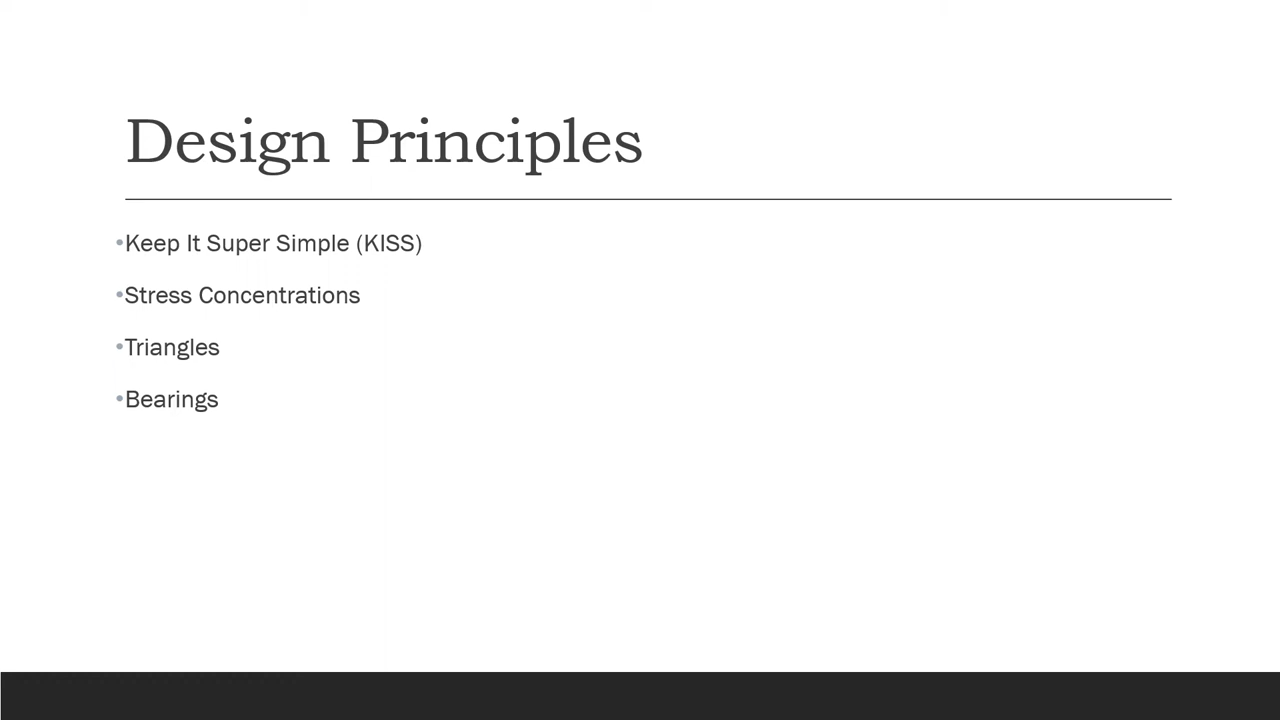 Design Principles
•Keep It Super Simple (KISS)
•Stress Concentrations
•Triangles
•Bearings